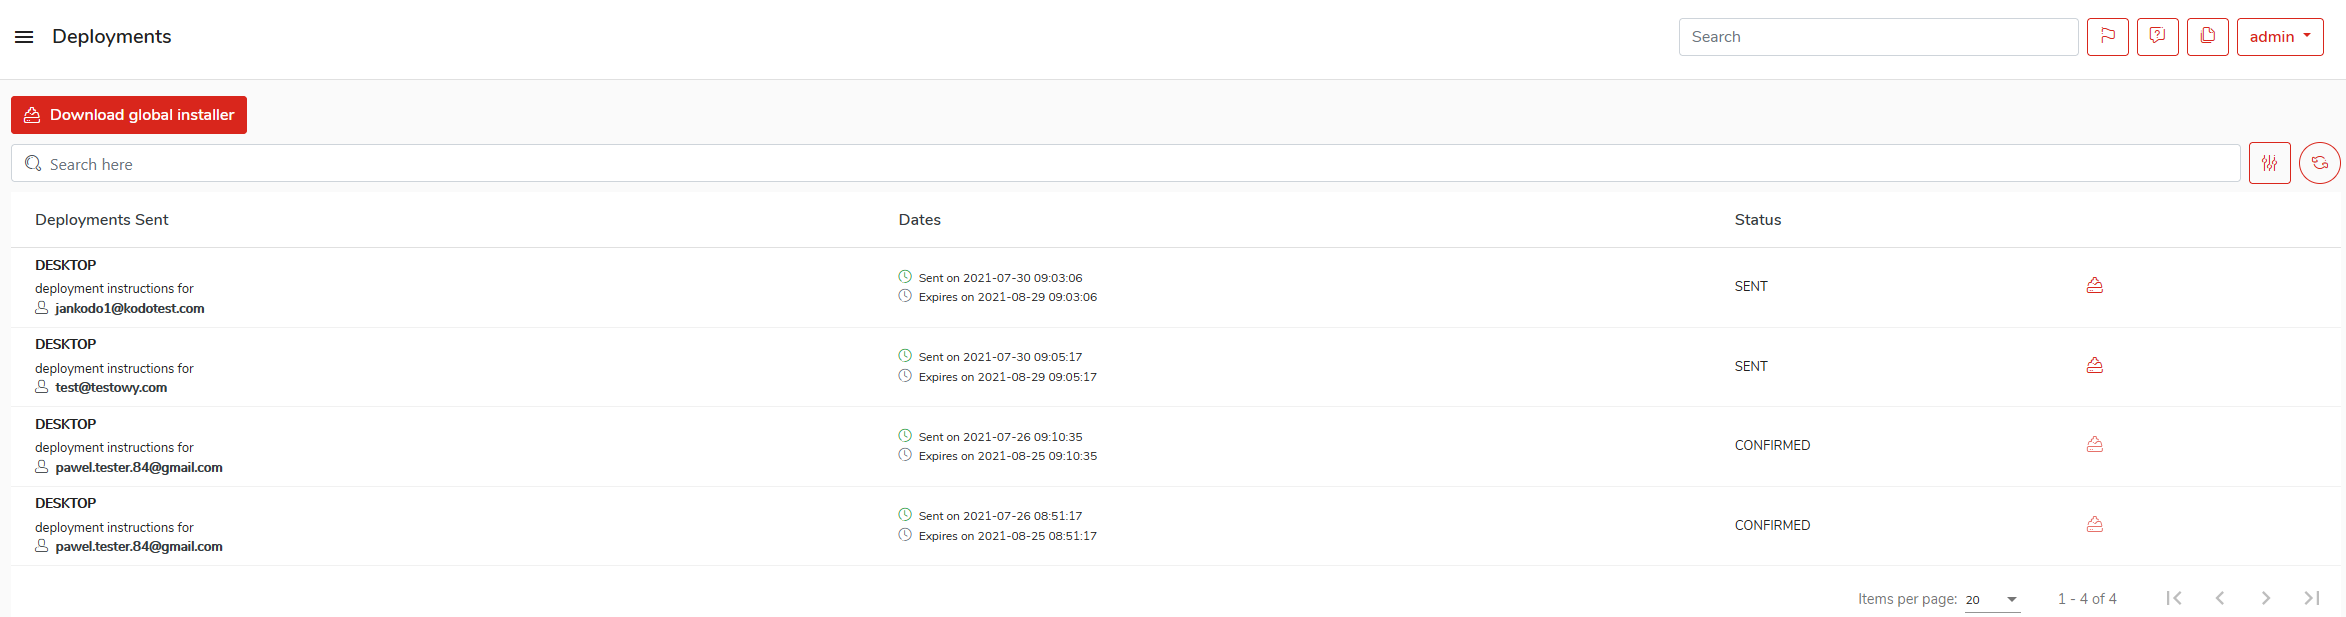 Deployments
Search
admin
Download global installer
Search here
Deployments Sent Dates Status
DESKTOP
deployment instructions for
jankodo1@kodotest.com
Sent on 2021-07-30 09:03:06
Expires on 2021-08-29 09:03:06
SENT
DESKTOP
deployment instructions for
test@testowy.com
Sent on 2021-07-30 09:05:17
Expires on 2021-08-29 09:05:17
SENT
DESKTOP
deployment instructions for
pawel.tester.84@gmail.com
Sent on 2021-07-26 09:10:35
Expires on 2021-08-25 09:10:35
CONFIRMED
DESKTOP
deployment instructions for
pawel.tester.84@gmail.com
Sent on 2021-07-26 08:51:17
Expires on 2021-08-25 08:51:17
CONFIRMED
Items per page: 20 1 - 4 of 4